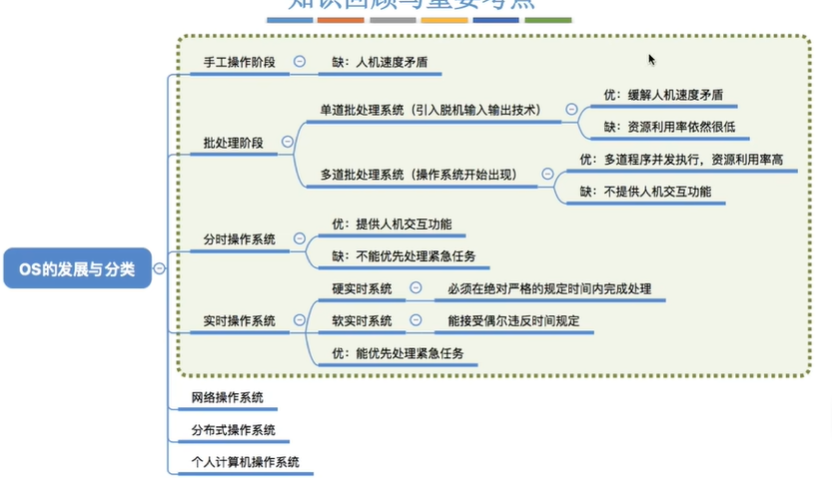 知识回顾与重要考点
手工操作阶段
缺：人机速度矛盾
批处理阶段
单道批处理系统（引入脱机输入输出技术）
优：缓解人机速度矛盾
缺：资源利用率依然很低
多道批处理系统（操作系统开始出现）
优：多道程序并发执行，资源利用率高
缺：不提供人机交互功能
OS的发展与分类
分时操作系统
优：提供人机交互功能
缺：不能优先处理紧急任务
实时操作系统
硬实时系统
必须在绝对严格的规定时间内完成处理
软实时系统
能接受偶尔违反时间规定
优：能优先处理紧急任务
网络操作系统
分布式操作系统
个人计算机操作系统